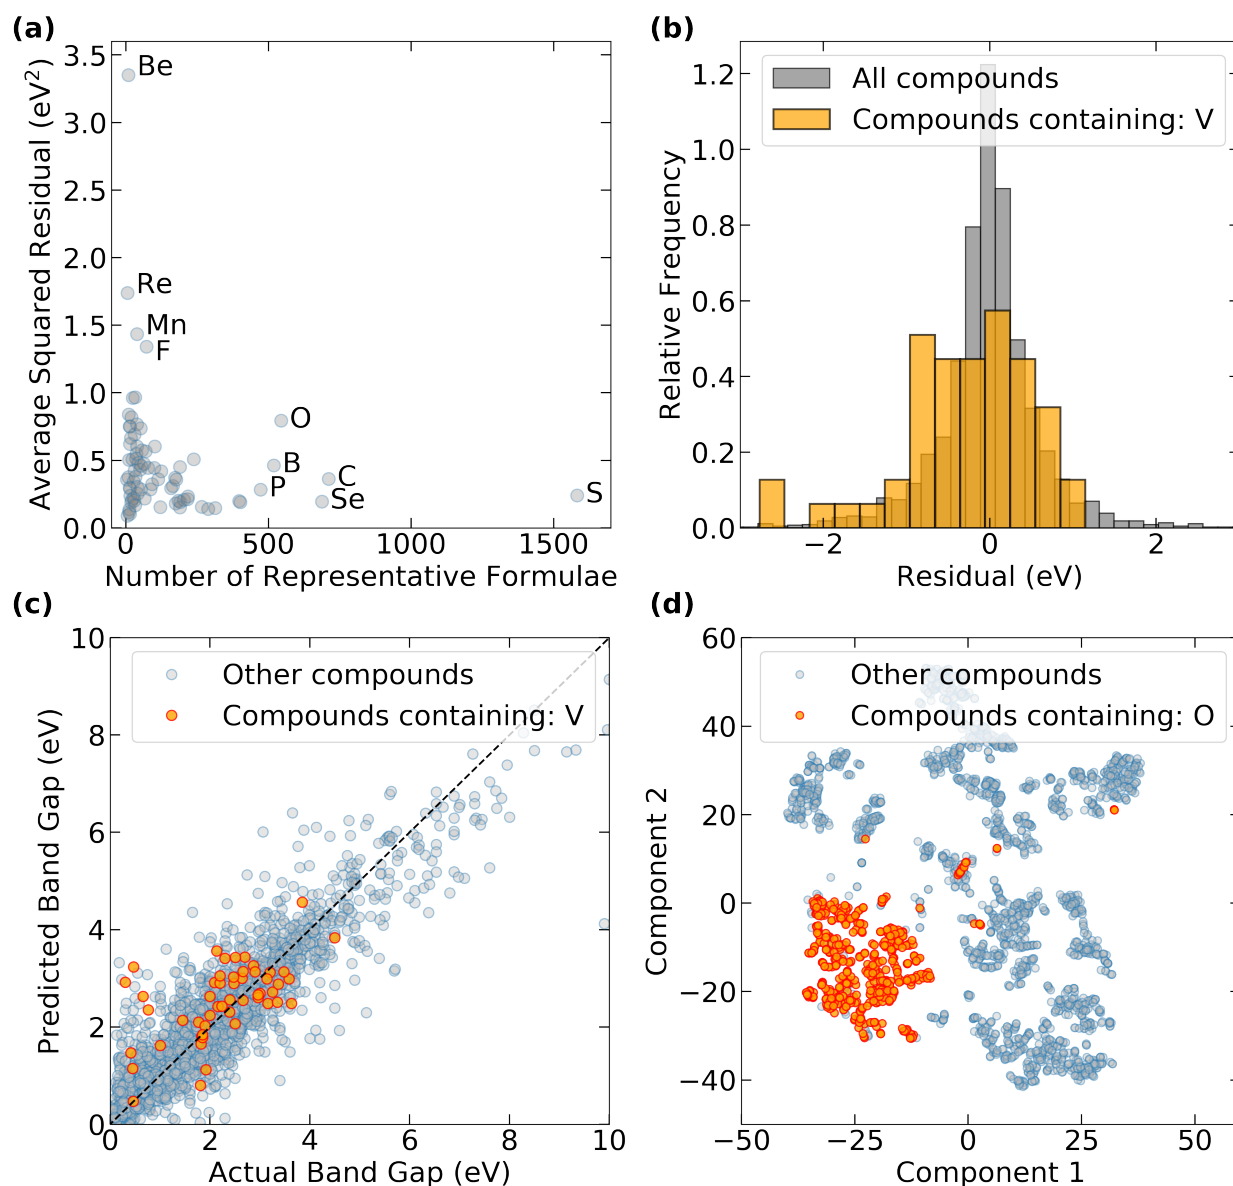 (a)
3.5
3.0
2.5
2.0
1.5
1.0
0.5
0.0
Average Squared Residual (eV²)
Be
Re
Mn
F
O
B
C
P
Se
S
0 500 1000 1500
Number of Representative Formulae
(b)
1.2
1.0
0.8
0.6
0.4
0.2
0.0
Relative Frequency
All compounds
Compounds containing: V
−2 0 2
Residual (eV)
(c)
10
8
6
4
2
0
Predicted Band Gap (eV)
Other compounds
Compounds containing: V
0 2 4 6 8 10
Actual Band Gap (eV)
(d)
60
40
20
0
−20
−40
Component 2
Other compounds
Compounds containing: O
−50 −25 0 25 50
Component 1